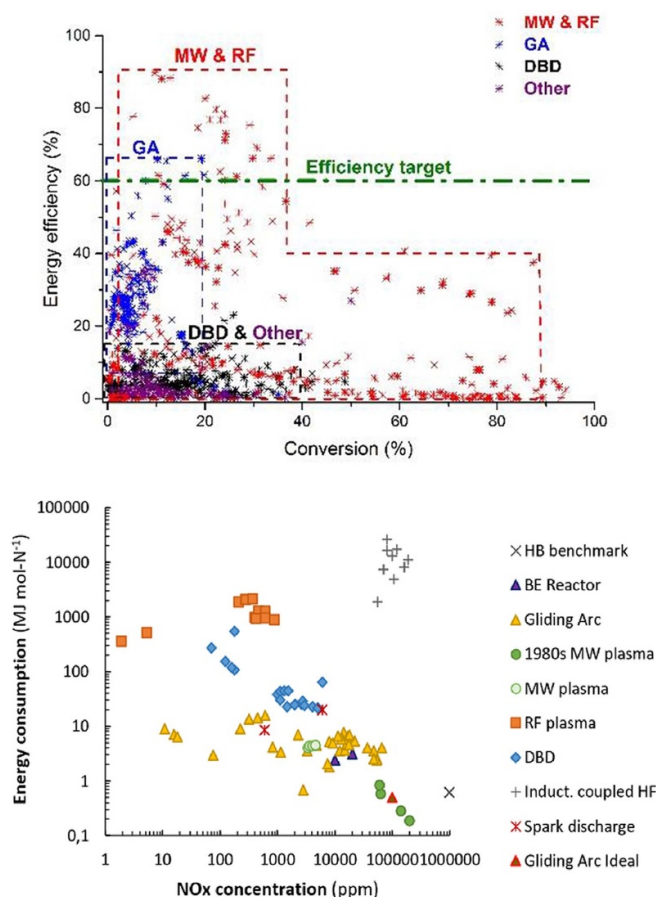 MW & RF
GA
DBD
Other
100
80
60
40
20
0
Energy efficiency (%)
MW & RF
GA
Efficiency target
DBD & Other
0 20 40 60 80 100
Conversion (%)
100000
10000
1000
100
10
1
0,1
Energy consumption (MJ mol-N⁻¹)
1 10 100 1000 10000 1000001000000
NOx concentration (ppm)
HB benchmark
BE Reactor
Gliding Arc
1980s MW plasma
MW plasma
RF plasma
DBD
Induct. coupled HF
Spark discharge
Gliding Arc Ideal